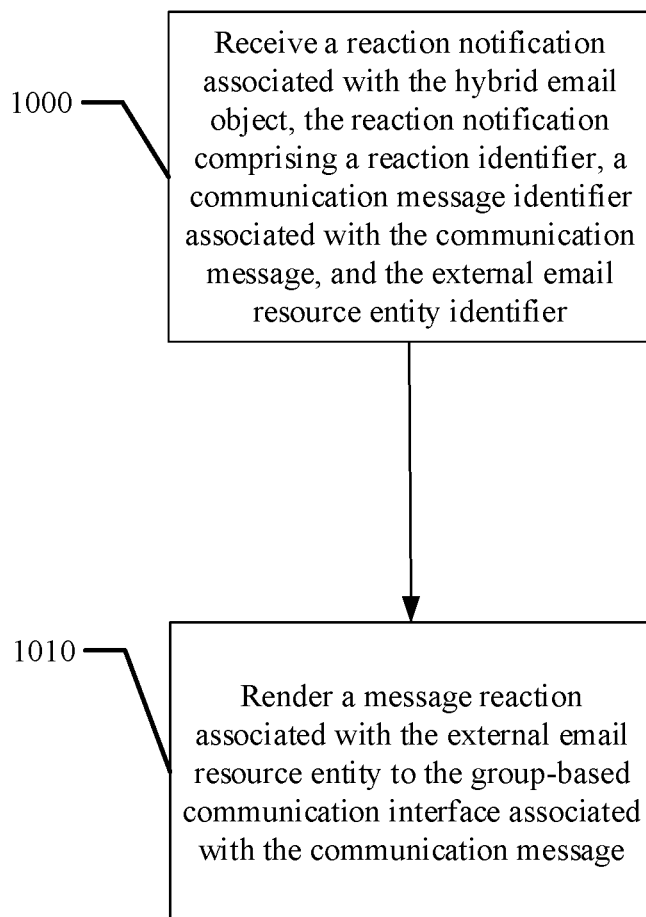 1000
Receive a reaction notification
associated with the hybrid email
object, the reaction notification
comprising a reaction identifier, a
communication message identifier
associated with the communication
message, and the external email
resource entity identifier
1010
Render a message reaction
associated with the external email
resource entity to the group-based
communication interface associated
with the communication message